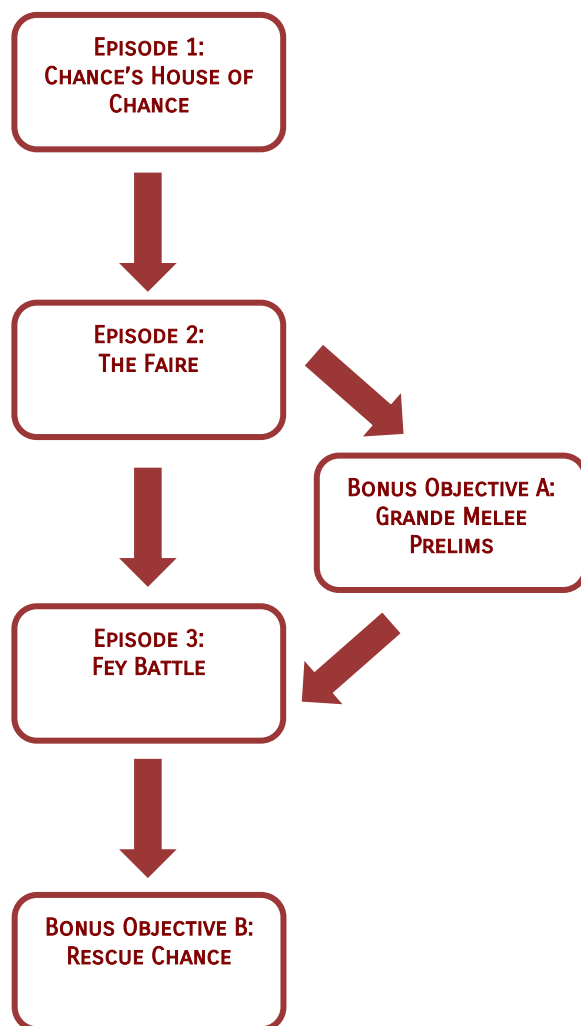 Episode 1:
Chance's House of
Chance
Episode 2:
The Faire
Bonus Objective A:
Grande Melee
Prelims
Episode 3:
Fey Battle
Bonus Objective B:
Rescue Chance